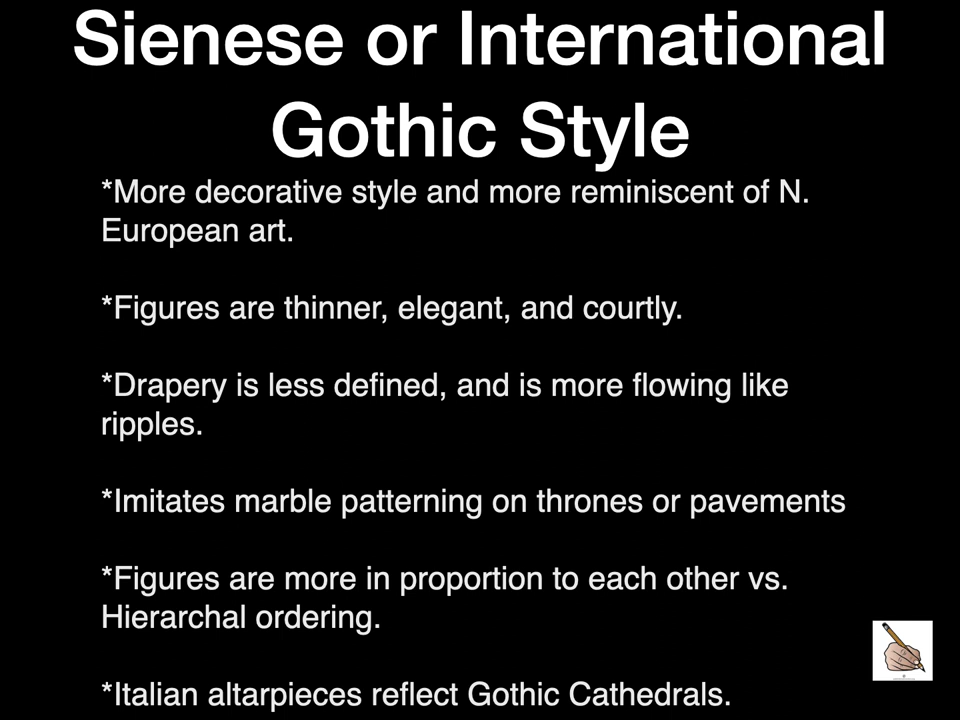 Sienese or International
Gothic Style
*More decorative style and more reminiscent of N.
European art.
*Figures are thinner, elegant, and courtly.
*Drapery is less defined, and is more flowing like
ripples.
*Imitates marble patterning on thrones or pavements
*Figures are more in proportion to each other vs.
Hierarchal ordering.
*Italian altarpieces reflect Gothic Cathedrals.